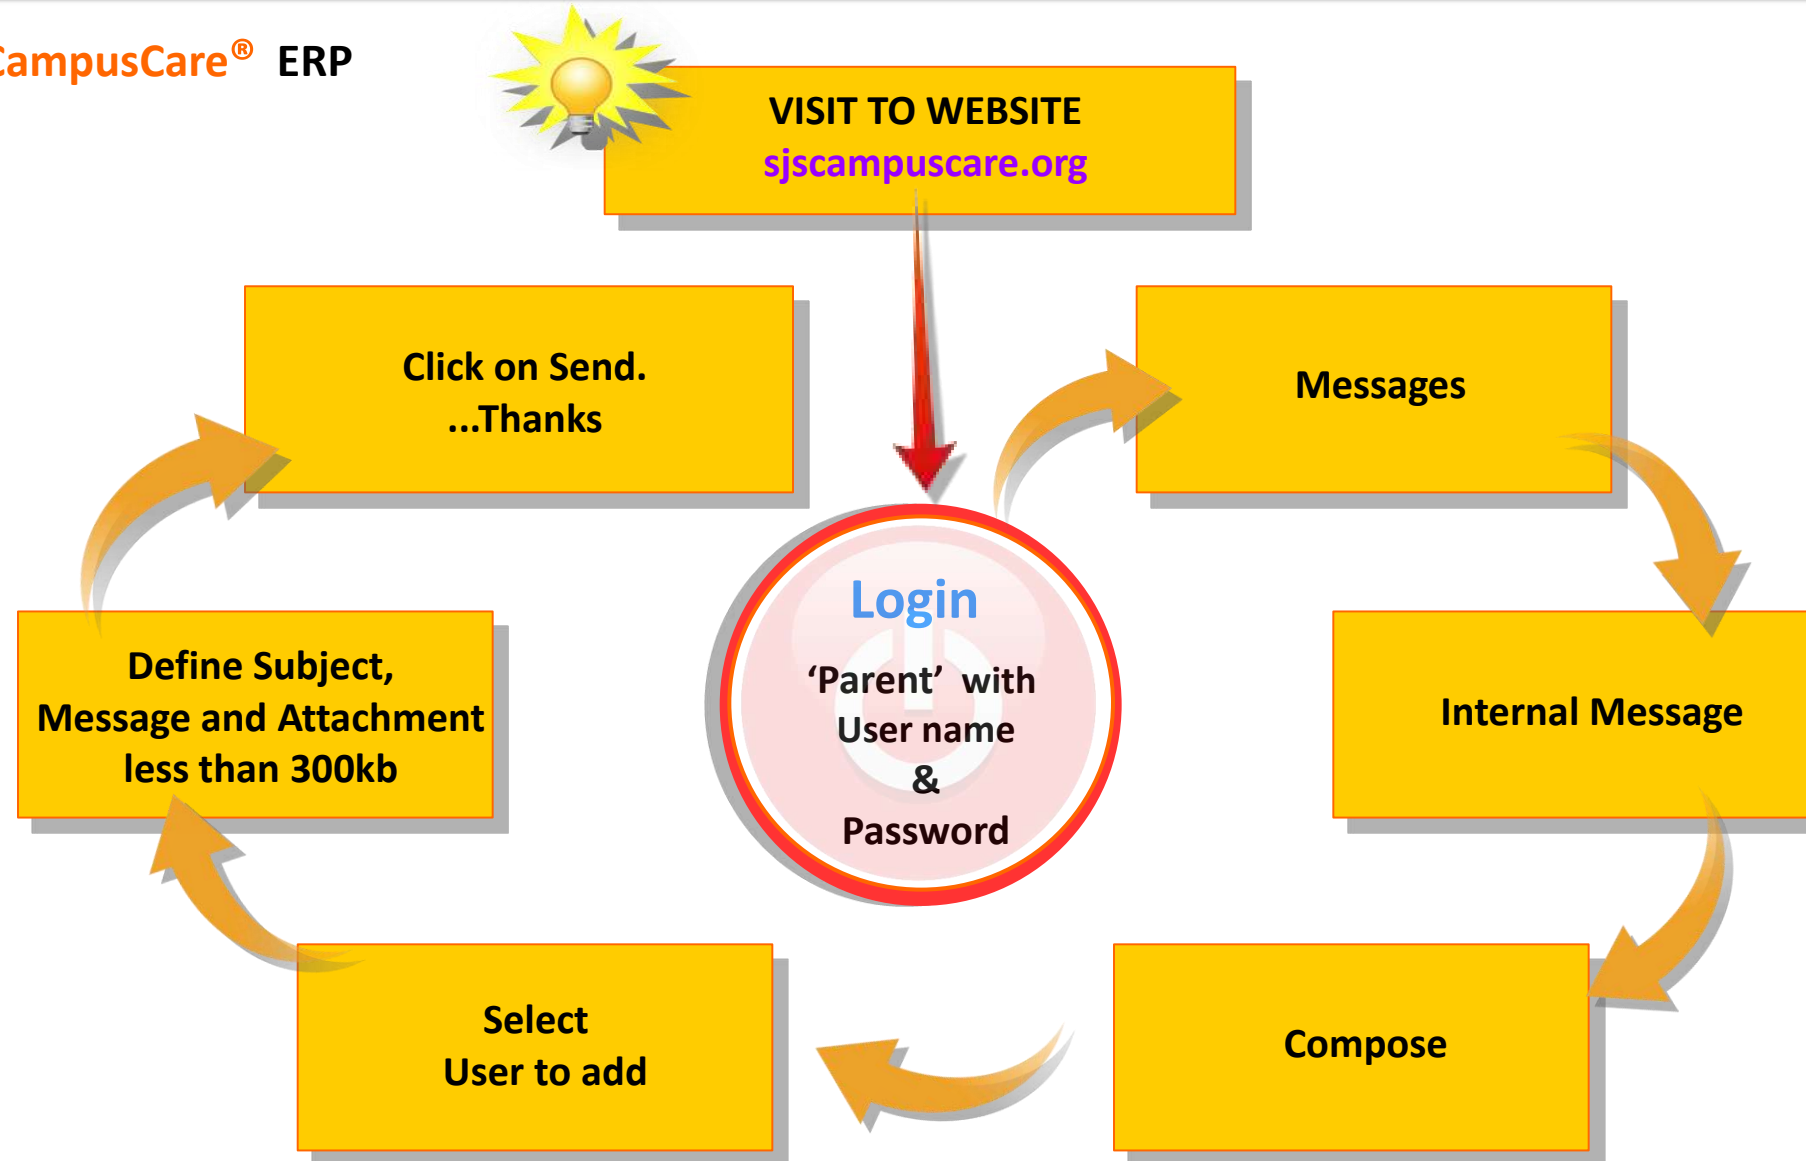 CampusCare® ERP
VISIT TO WEBSITE
sjscampuscare.org
Click on Send.
...Thanks
Messages
Login
‘Parent’ with
User name
&
Password
Define Subject,
Message and Attachment
less than 300kb
Internal Message
Select
User to add
Compose